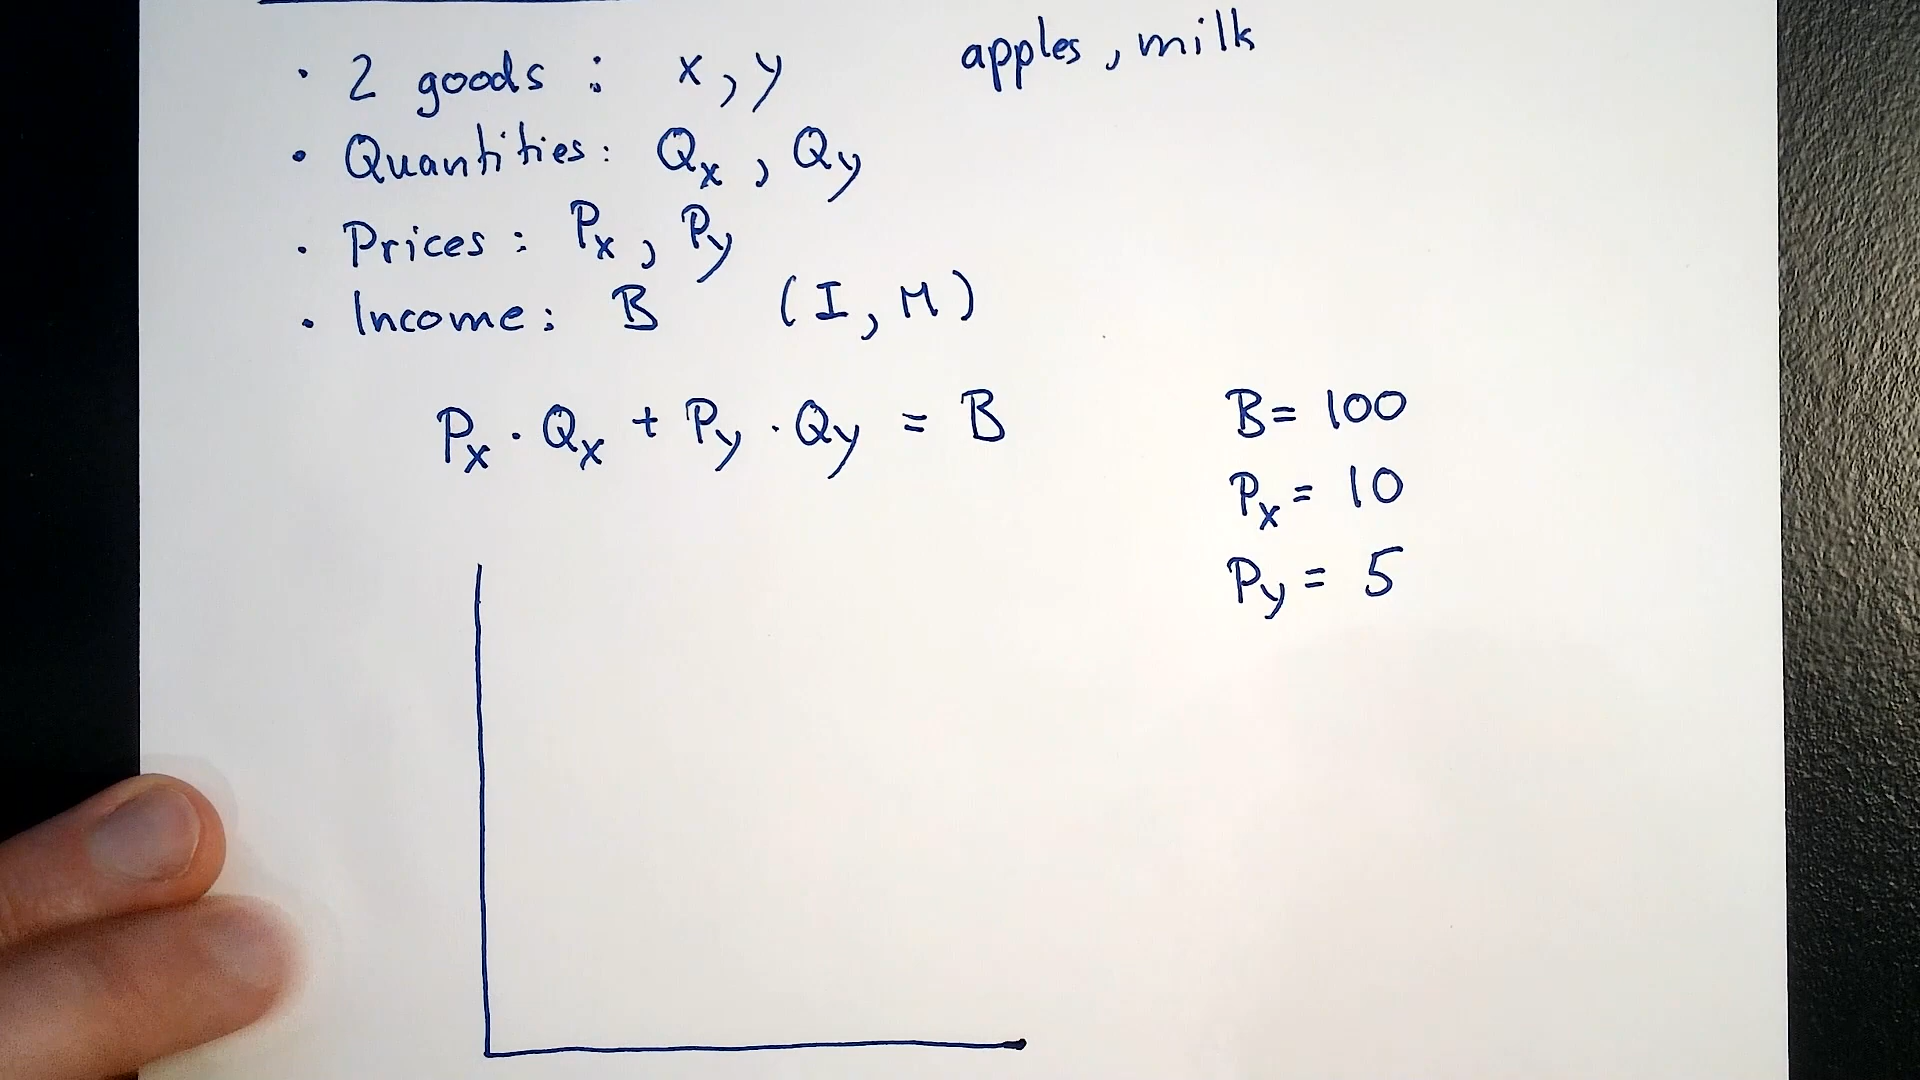 • 2 goods : x, y apples, milk
• Quantities: Qx, Qy
• Prices: Px, Py
• Income: B (I, M)
Px · Qx + Py · Qy = B
B = 100
Px = 10
Py = 5